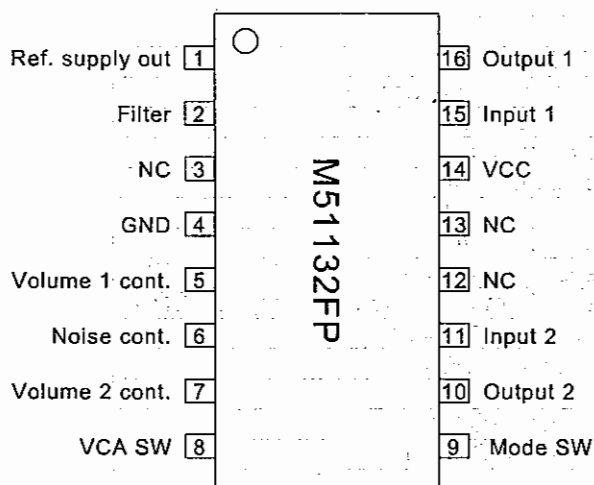 Ref. supply out 1 16 Output 1
Filter 2 15 Input 1
NC 3 14 VCC
GND 4 13 NC
Volume 1 cont. 5 12 NC
Noise cont. 6 11 Input 2
Volume 2 cont. 7 10 Output 2
VCA SW 8 9 Mode SW
M51132FP